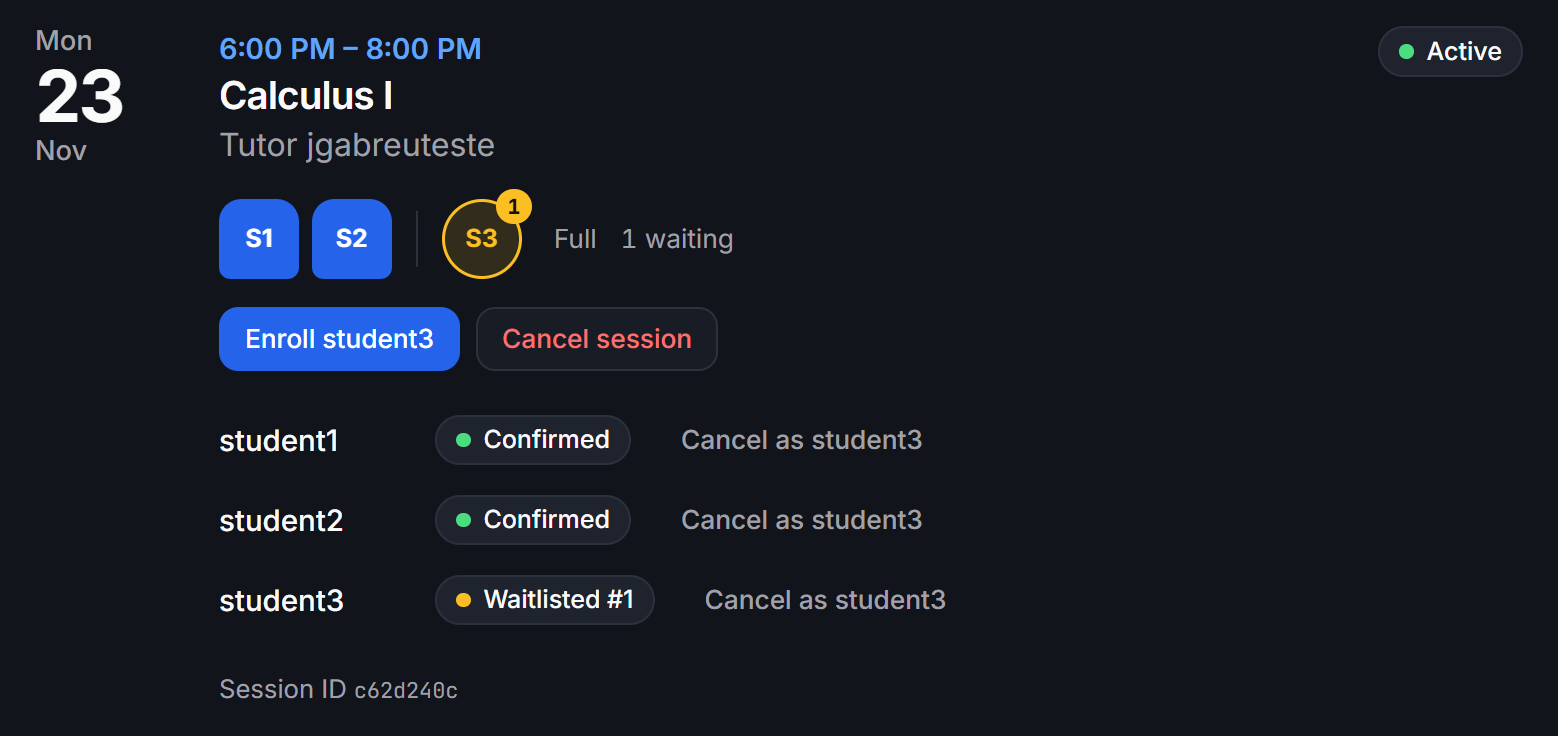 Mon
23
Nov
6:00 PM – 8:00 PM
Calculus I
Tutor jgabreuteste
Active
S1 S2 S3 1 Full 1 waiting
Enroll student3 Cancel session
student1 Confirmed Cancel as student3
student2 Confirmed Cancel as student3
student3 Waitlisted #1 Cancel as student3
Session ID c62d240c